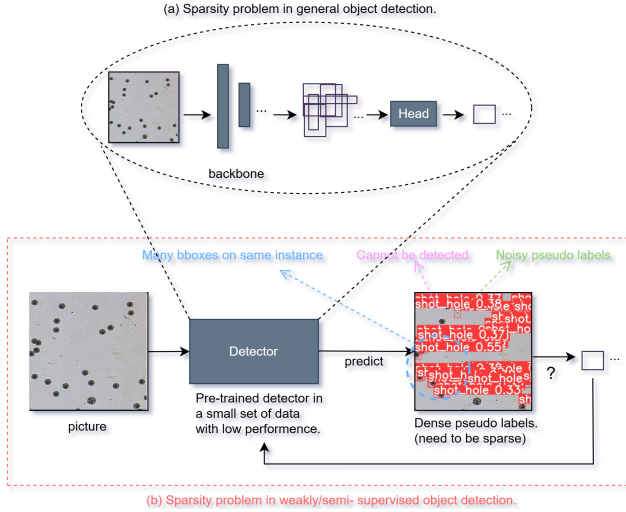 (a) Sparsity problem in general object detection.
...
...
Head
...
backbone
Many bboxes on same instance
Cannot be detected
Noisy pseudo labels
shot_hole 0.37
shot_hole 0.38
shot_hole 0.55
shot_hole 0.33
Detector
predict
?
...
picture
Pre-trained detector in
a small set of data
with low performence.
Dense pseudo labels.
(need to be sparse)
(b) Sparsity problem in weakly/semi- supervised object detection.